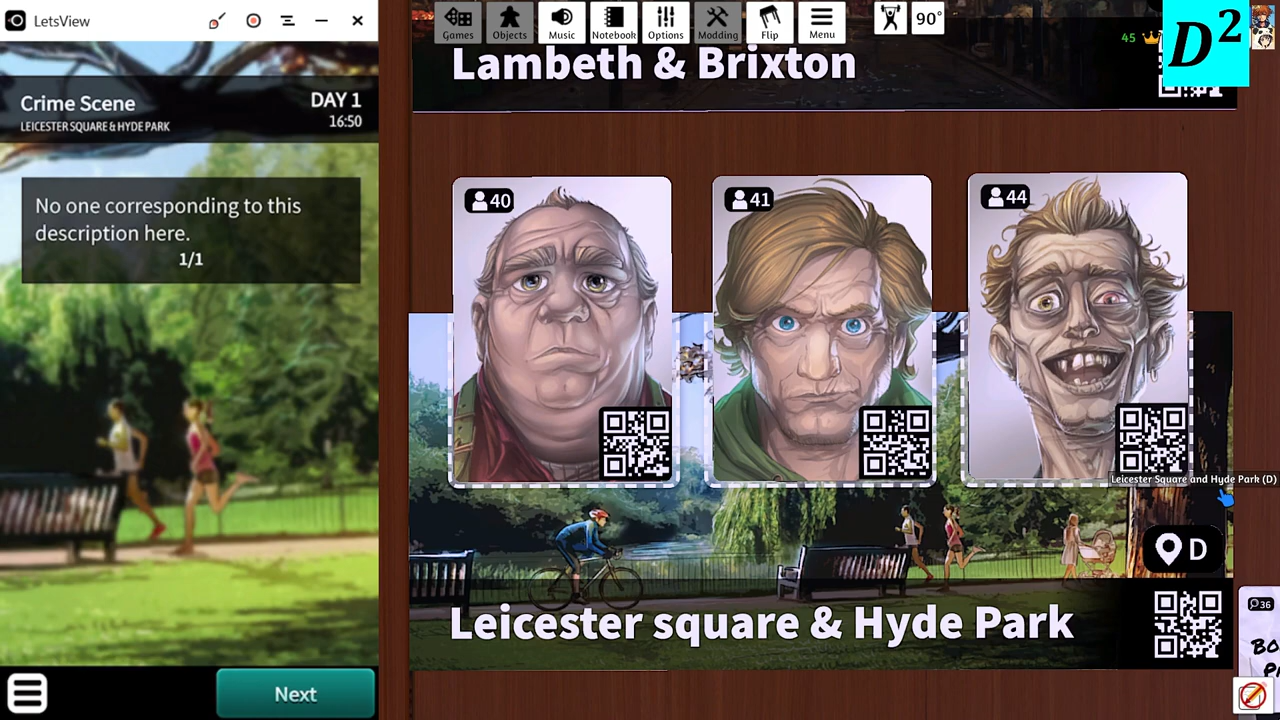 LetsView
Games
Objects
Music
Notebook
Options
Modding
Flip
Menu
90°
45
D²
Lambeth & Brixton
Crime Scene
LEICESTER SQUARE & HYDE PARK
DAY 1
16:50
No one corresponding to this
description here.
1/1
40
41
44
Leicester Square and Hyde Park (D)
D
Leicester square & Hyde Park
36
BO
P
Next